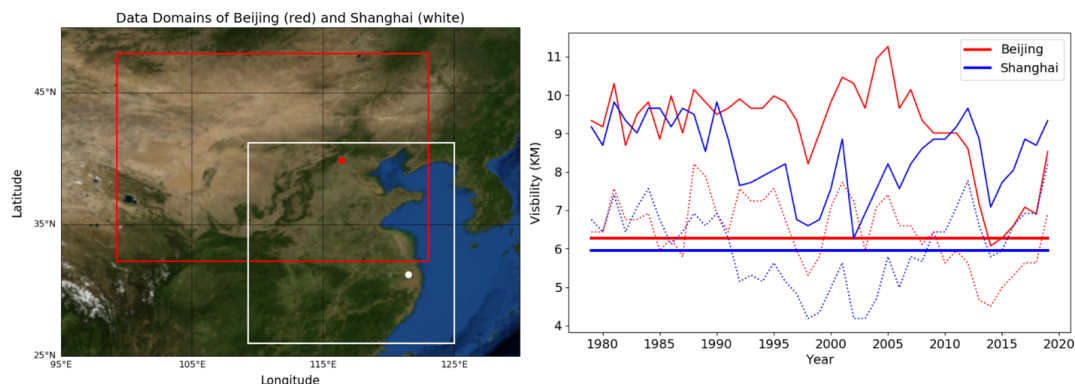 Data Domains of Beijing (red) and Shanghai (white)
Latitude
45°N
35°N
25°N
95°E
105°E
115°E
125°E
Longitude
Beijing
Shanghai
Visbility (KM)
11
10
9
8
7
6
5
4
1980
1985
1990
1995
2000
2005
2010
2015
2020
Year